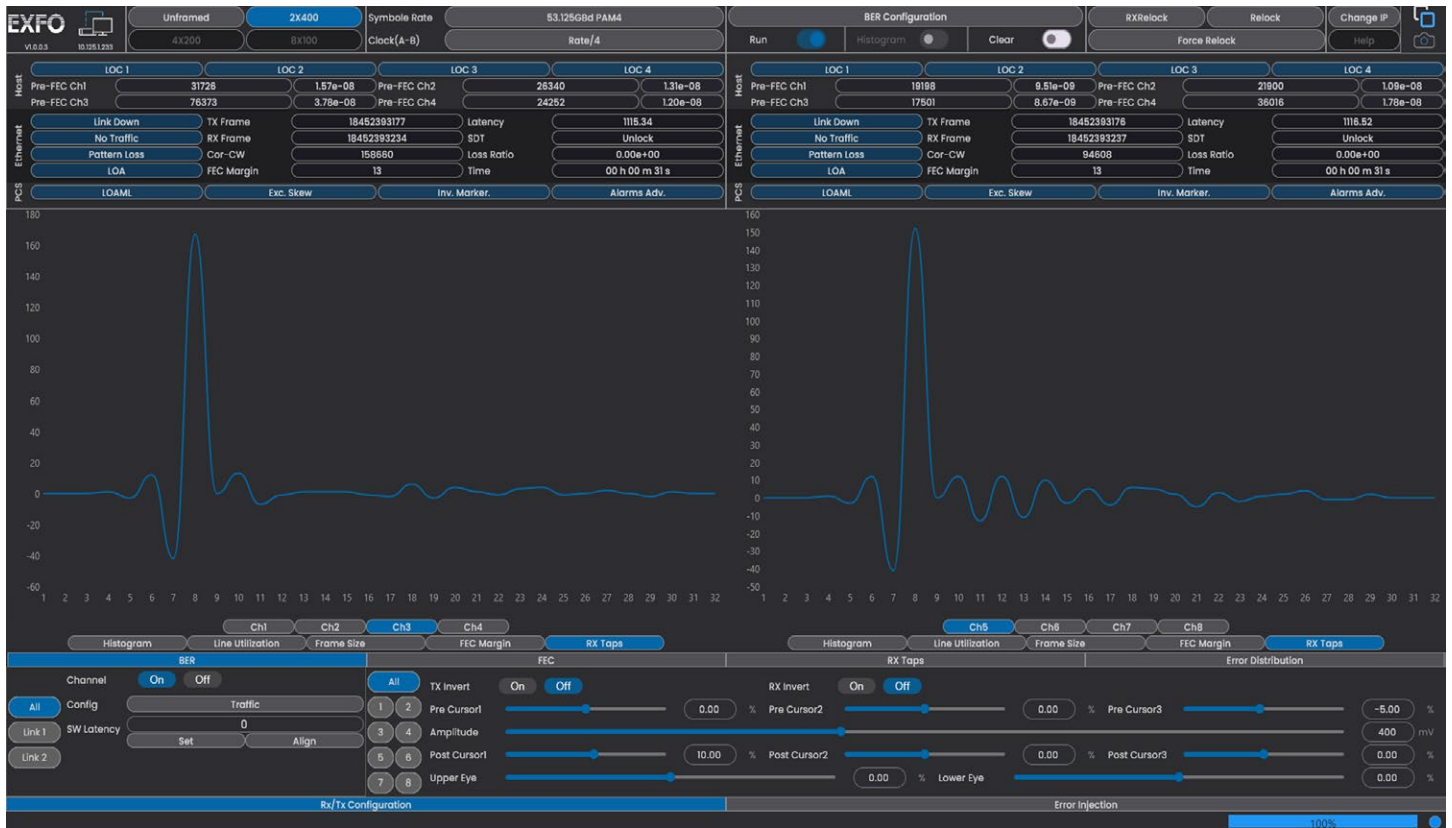 EXFO
V1.0.0.3 10.125.1.233
Unframed 2X400 Symbole Rate 53.125GBd PAM4 BER Configuration RXRelock Relock Change IP
4X200 8X100 Clock(A-B) Rate/4 Run Histogram Clear Force Relock Help
Host
LOC 1 LOC 2 LOC 3 LOC 4
Pre-FEC Ch1 31726 1.57e-08 Pre-FEC Ch2 26340 1.31e-08
Pre-FEC Ch3 76373 3.78e-08 Pre-FEC Ch4 24252 1.20e-08
Ethernet
Link Down TX Frame 18452393177 Latency 1115.34
No Traffic RX Frame 18452393234 SDT Unlock
Pattern Loss Cor-CW 158660 Loss Ratio 0.00e+00
LOA FEC Margin 13 Time 00 h 00 m 31 s
PCS
LOAML Exc. Skew Inv. Marker. Alarms Adv.
Host
LOC 1 LOC 2 LOC 3 LOC 4
Pre-FEC Ch1 19198 9.51e-09 Pre-FEC Ch2 21900 1.09e-08
Pre-FEC Ch3 17501 8.67e-09 Pre-FEC Ch4 36016 1.78e-08
Ethernet
Link Down TX Frame 18452393176 Latency 1116.52
No Traffic RX Frame 18452393237 SDT Unlock
Pattern Loss Cor-CW 94608 Loss Ratio 0.00e+00
LOA FEC Margin 13 Time 00 h 00 m 31 s
PCS
LOAML Exc. Skew Inv. Marker. Alarms Adv.
180
160
140
120
100
80
60
40
20
0
-20
-40
-60
1 2 3 4 5 6 7 8 9 10 11 12 13 14 15 16 17 18 19 20 21 22 23 24 25 26 27 28 29 30 31 32
Ch1 Ch2 Ch3 Ch4
Histogram Line Utilization Frame Size FEC Margin RX Taps
160
150
140
130
120
110
100
90
80
70
60
50
40
30
20
10
0
-10
-20
-30
-40
-50
1 2 3 4 5 6 7 8 9 10 11 12 13 14 15 16 17 18 19 20 21 22 23 24 25 26 27 28 29 30 31 32
Ch5 Ch6 Ch7 Ch8
Histogram Line Utilization Frame Size FEC Margin RX Taps
BER FEC RX Taps Error Distribution
Channel On Off
All Config Traffic
Link 1 SW Latency 0
Set Align
Link 2
All TX Invert On Off RX Invert On Off
1 2 Pre Cursor1 0.00 % Pre Cursor2 0.00 % Pre Cursor3 -5.00 %
3 4 Amplitude 400 mV
5 6 Post Cursor1 10.00 % Post Cursor2 0.00 % Post Cursor3 0.00 %
7 8 Upper Eye 0.00 % Lower Eye 0.00 %
Rx/Tx Configuration Error Injection
100%